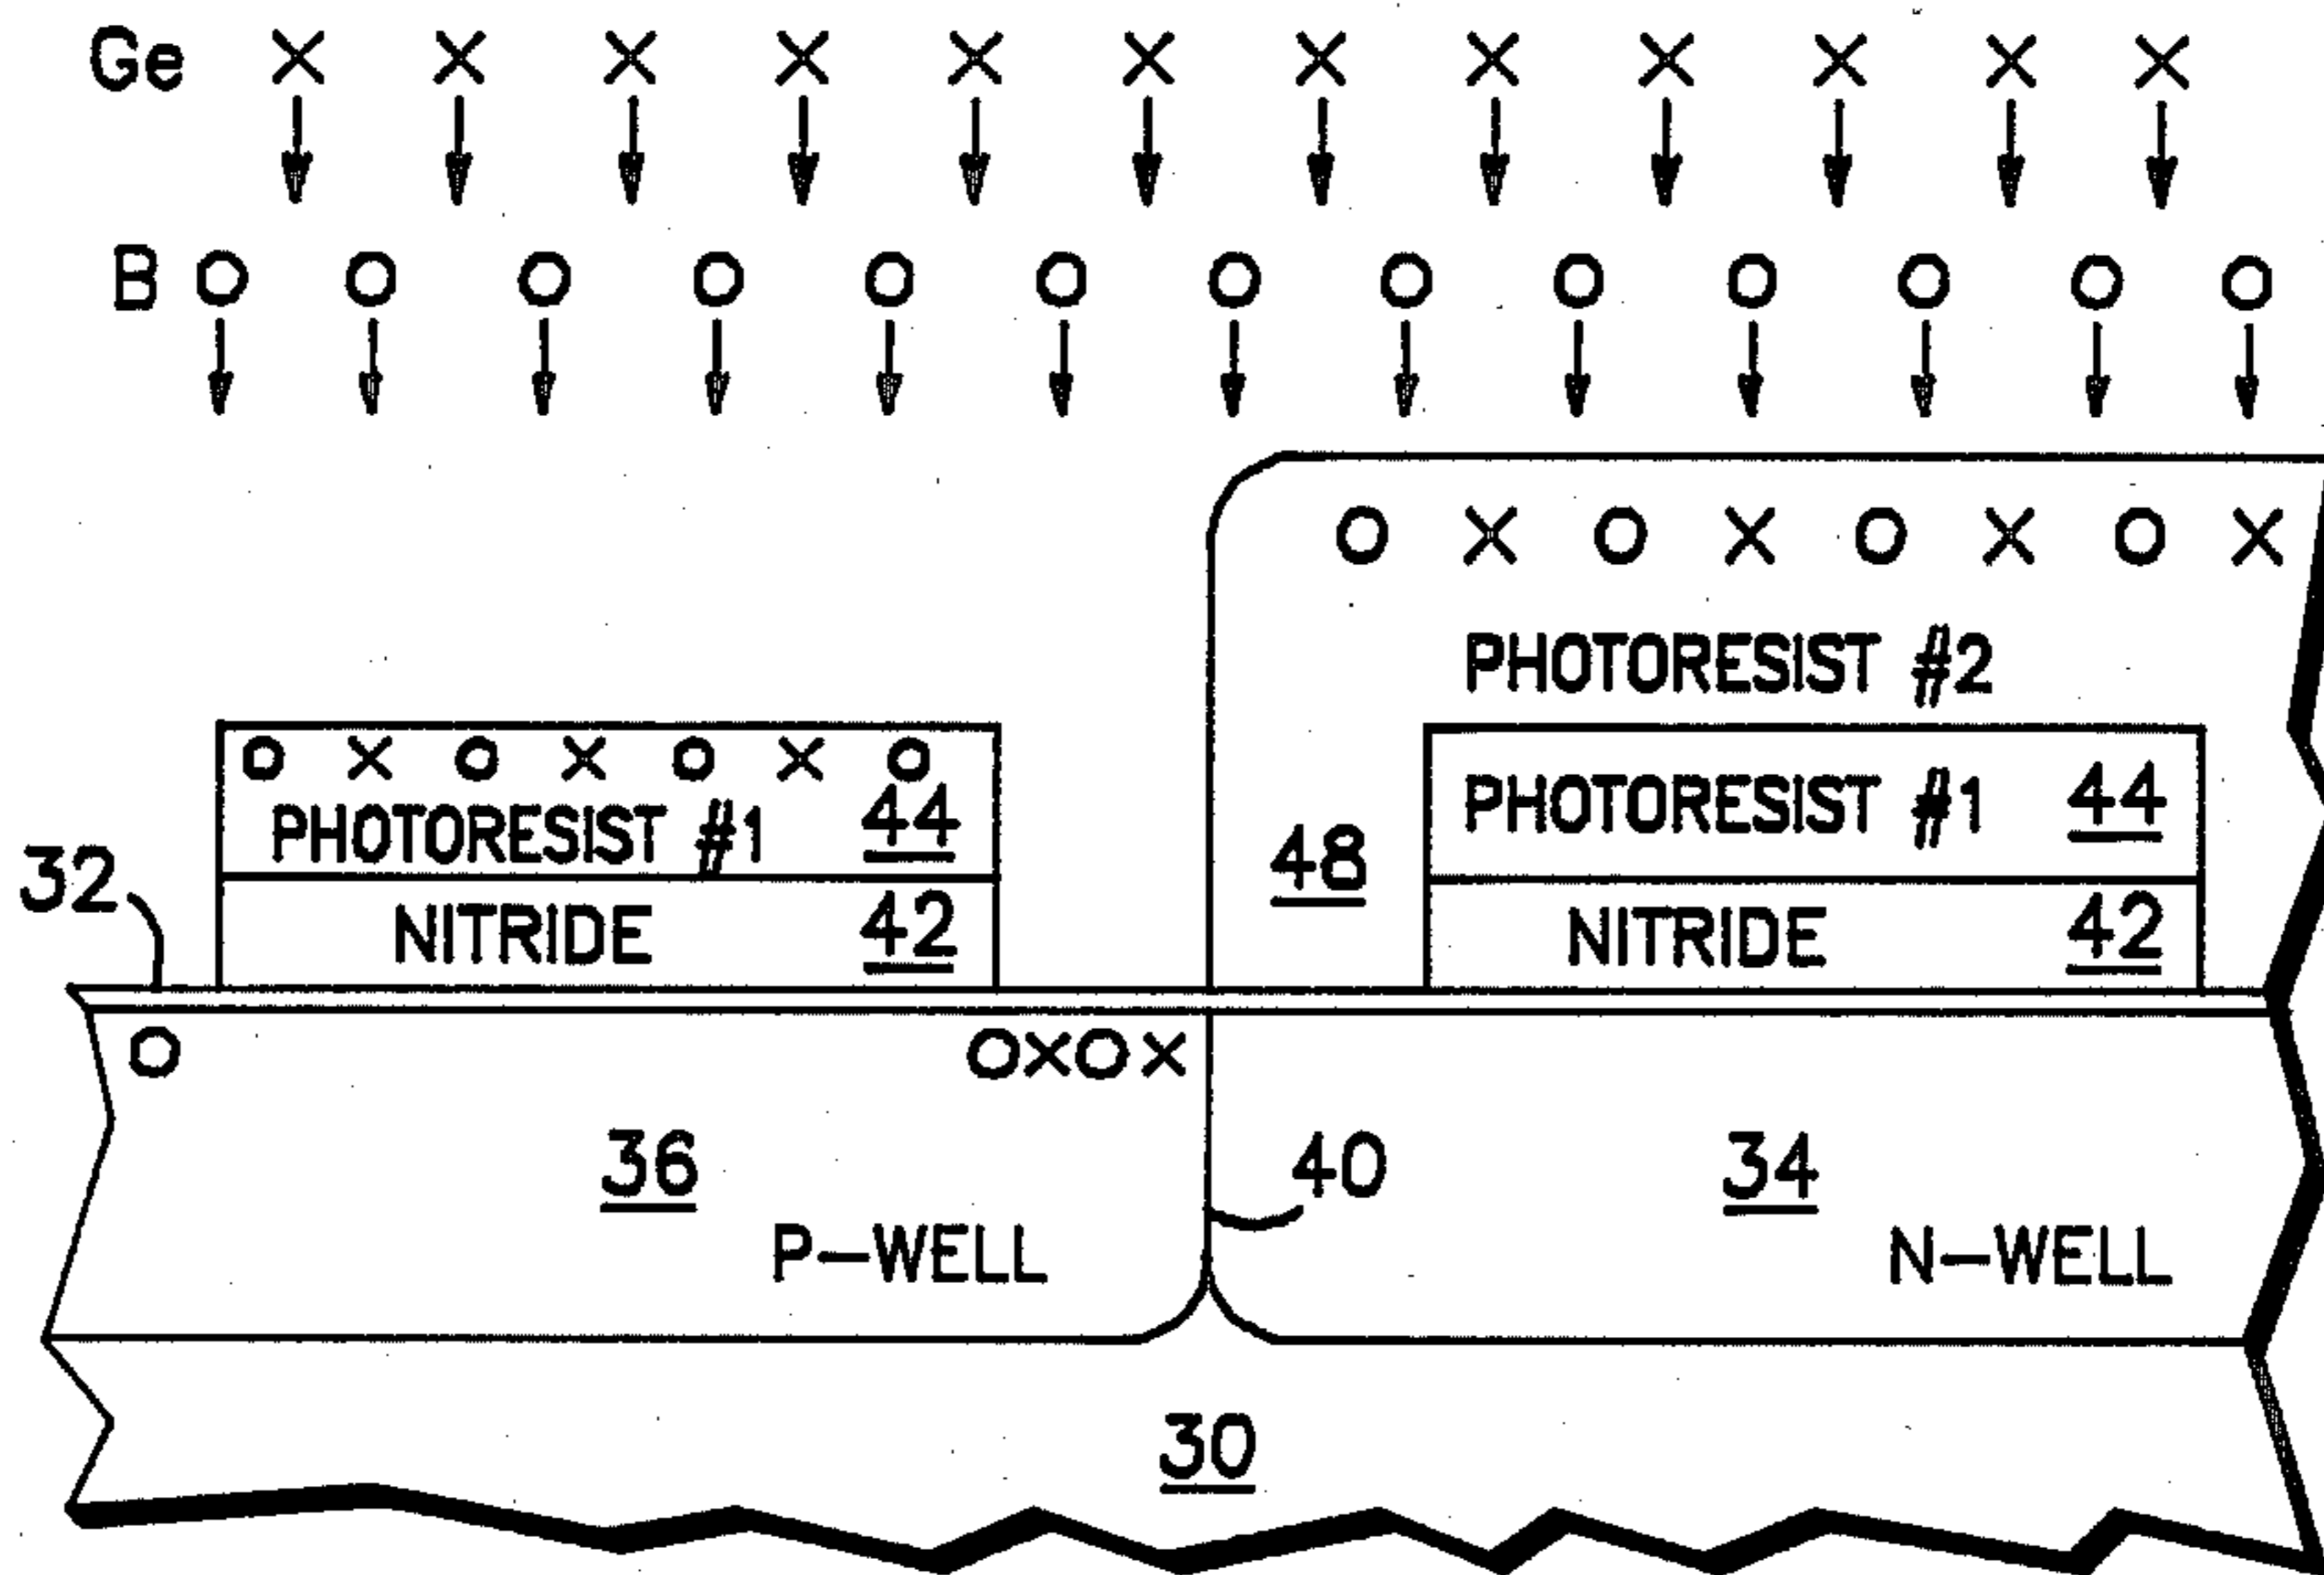 Ge
B
PHOTORESIST #2
PHOTORESIST #1 44
PHOTORESIST #1 44
48
32
NITRIDE 42
NITRIDE 42
36
40
34
P-WELL
N-WELL
30